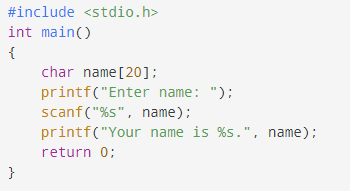 #include <stdio.h>
int main()
{
    char name[20];
    printf("Enter name: ");
    scanf("%s", name);
    printf("Your name is %s.", name);
    return 0;
}